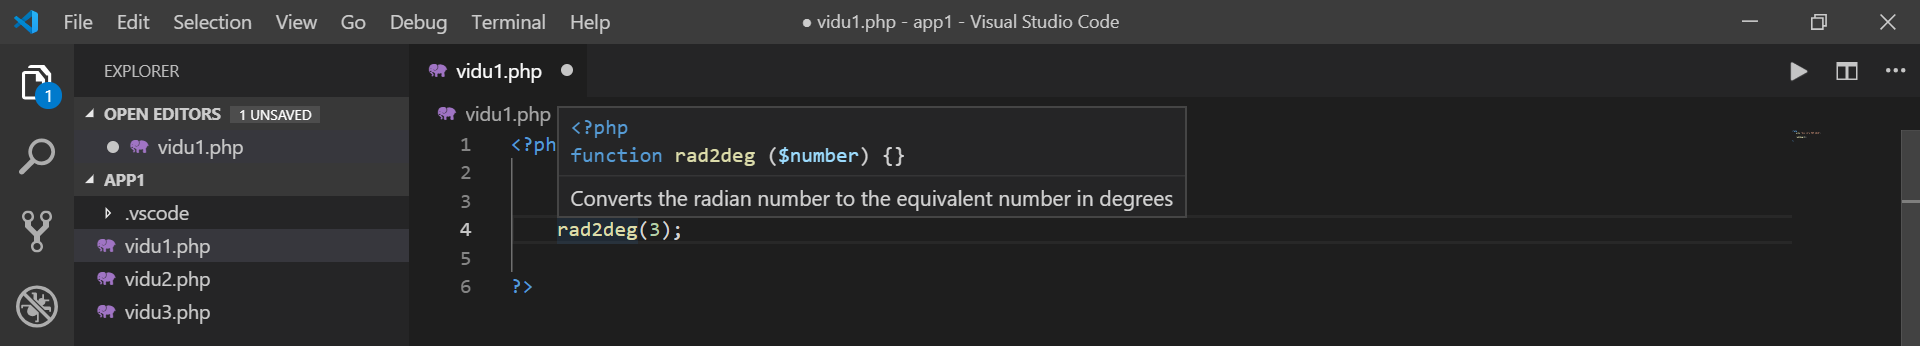 File Edit Selection View Go Debug Terminal Help ● vidu1.php - app1 - Visual Studio Code
EXPLORER
1
OPEN EDITORS 1 UNSAVED
vidu1.php
APP1
.vscode
vidu1.php
vidu2.php
vidu3.php
vidu1.php
vidu1.php
<?php
function rad2deg ($number) {}
Converts the radian number to the equivalent number in degrees
1 <?ph
2
3
4 rad2deg(3);
5
6 ?>